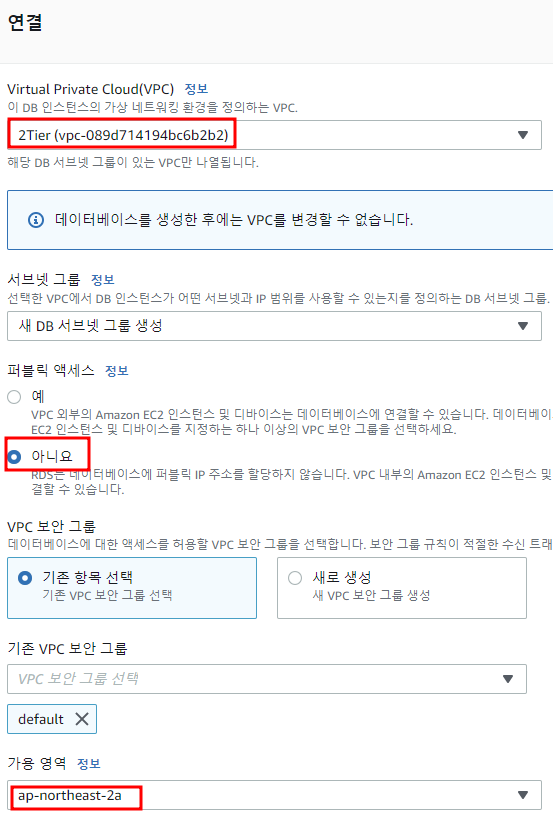 연결
Virtual Private Cloud(VPC) 정보
이 DB 인스턴스의 가상 네트워킹 환경을 정의하는 VPC.
2Tier (vpc-089d714194bc6b2b2)
해당 DB 서브넷 그룹이 있는 VPC만 나열됩니다.
데이터베이스를 생성한 후에는 VPC를 변경할 수 없습니다.
서브넷 그룹 정보
선택한 VPC에서 DB 인스턴스가 어떤 서브넷과 IP 범위를 사용할 수 있는지를 정의하는 DB 서브넷 그룹.
새 DB 서브넷 그룹 생성
퍼블릭 액세스 정보
예
VPC 외부의 Amazon EC2 인스턴스 및 디바이스는 데이터베이스에 연결할 수 있습니다. 데이터베이
EC2 인스턴스 및 디바이스를 지정하는 하나 이상의 VPC 보안 그룹을 선택하세요.
아니요
RDS는 데이터베이스에 퍼블릭 IP 주소를 할당하지 않습니다. VPC 내부의 Amazon EC2 인스턴스 및
결할 수 있습니다.
VPC 보안 그룹
데이터베이스에 대한 액세스를 허용할 VPC 보안 그룹을 선택합니다. 보안 그룹 규칙이 적절한 수신 트래
기존 항목 선택
기존 VPC 보안 그룹 선택
새로 생성
새 VPC 보안 그룹 생성
기존 VPC 보안 그룹
VPC 보안 그룹 선택
default
가용 영역 정보
ap-northeast-2a